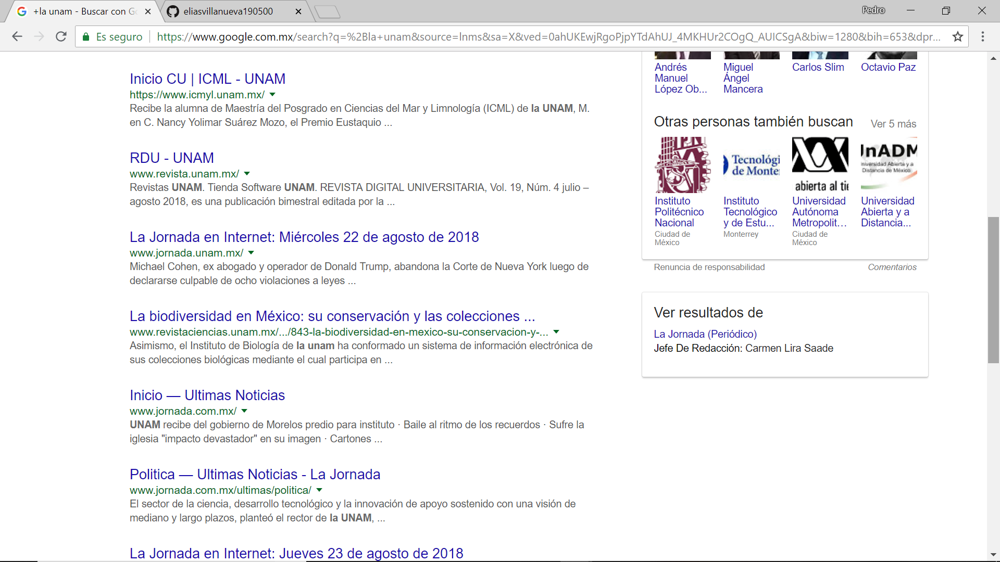 +la unam - Buscar con Go
eliasvillanueva190500
Pedro
Es seguro
https://www.google.com.mx/search?q=%2Bla+unam&source=lnms&sa=X&ved=0ahUKEwjRgoPjpYTdAhUJ_4MKHUr2COgQ_AUICSgA&biw=1280&bih=653&dpr...
Inicio CU | ICML - UNAM
https://www.icmyl.unam.mx/
Recibe la alumna de Maestría del Posgrado en Ciencias del Mar y Limnología (ICML) de la UNAM, M.
en C. Nancy Yolimar Suárez Mozo, el Premio Eustaquio ...
RDU - UNAM
www.revista.unam.mx/
Revistas UNAM. Tienda Software UNAM. REVISTA DIGITAL UNIVERSITARIA, Vol. 19, Núm. 4 julio –
agosto 2018, es una publicación bimestral editada por la ...
La Jornada en Internet: Miércoles 22 de agosto de 2018
www.jornada.unam.mx/
Michael Cohen, ex abogado y operador de Donald Trump, abandona la Corte de Nueva York luego de
declararse culpable de ocho violaciones a leyes ...
La biodiversidad en México: su conservación y las colecciones ...
www.revistaciencias.unam.mx/.../843-la-biodiversidad-en-mexico-su-conservacion-y-...
Asimismo, el Instituto de Biología de la unam ha conformado un sistema de información electrónica de
sus colecciones biológicas mediante el cual participa en ...
Inicio — Ultimas Noticias
www.jornada.com.mx/
UNAM recibe del gobierno de Morelos predio para instituto · Baile al ritmo de los recuerdos · Sufre la
iglesia "impacto devastador" en su imagen · Cartones ...
Politica — Ultimas Noticias - La Jornada
www.jornada.com.mx/ultimas/politica/
El sector de la ciencia, desarrollo tecnológico y la innovación de apoyo sostenido con una visión de
mediano y largo plazos, planteó el rector de la UNAM, ...
La Jornada en Internet: Jueves 23 de agosto de 2018
Andrés
Manuel
López Ob...
Miguel
Ángel
Mancera
Carlos Slim
Octavio Paz
Otras personas también buscan
Ver 5 más
Tecnológi
de Monter
abierta al tie
UnADM
Universidad Abierta y a
Distancia de México
Instituto
Politécnico
Nacional
Ciudad de
México
Instituto
Tecnológico
y de Estu...
Monterrey
Universidad
Autónoma
Metropolit...
Ciudad de
México
Universidad
Abierta y a
Distancia...
Renuncia de responsabilidad
Comentarios
Ver resultados de
La Jornada (Periódico)
Jefe De Redacción: Carmen Lira Saade